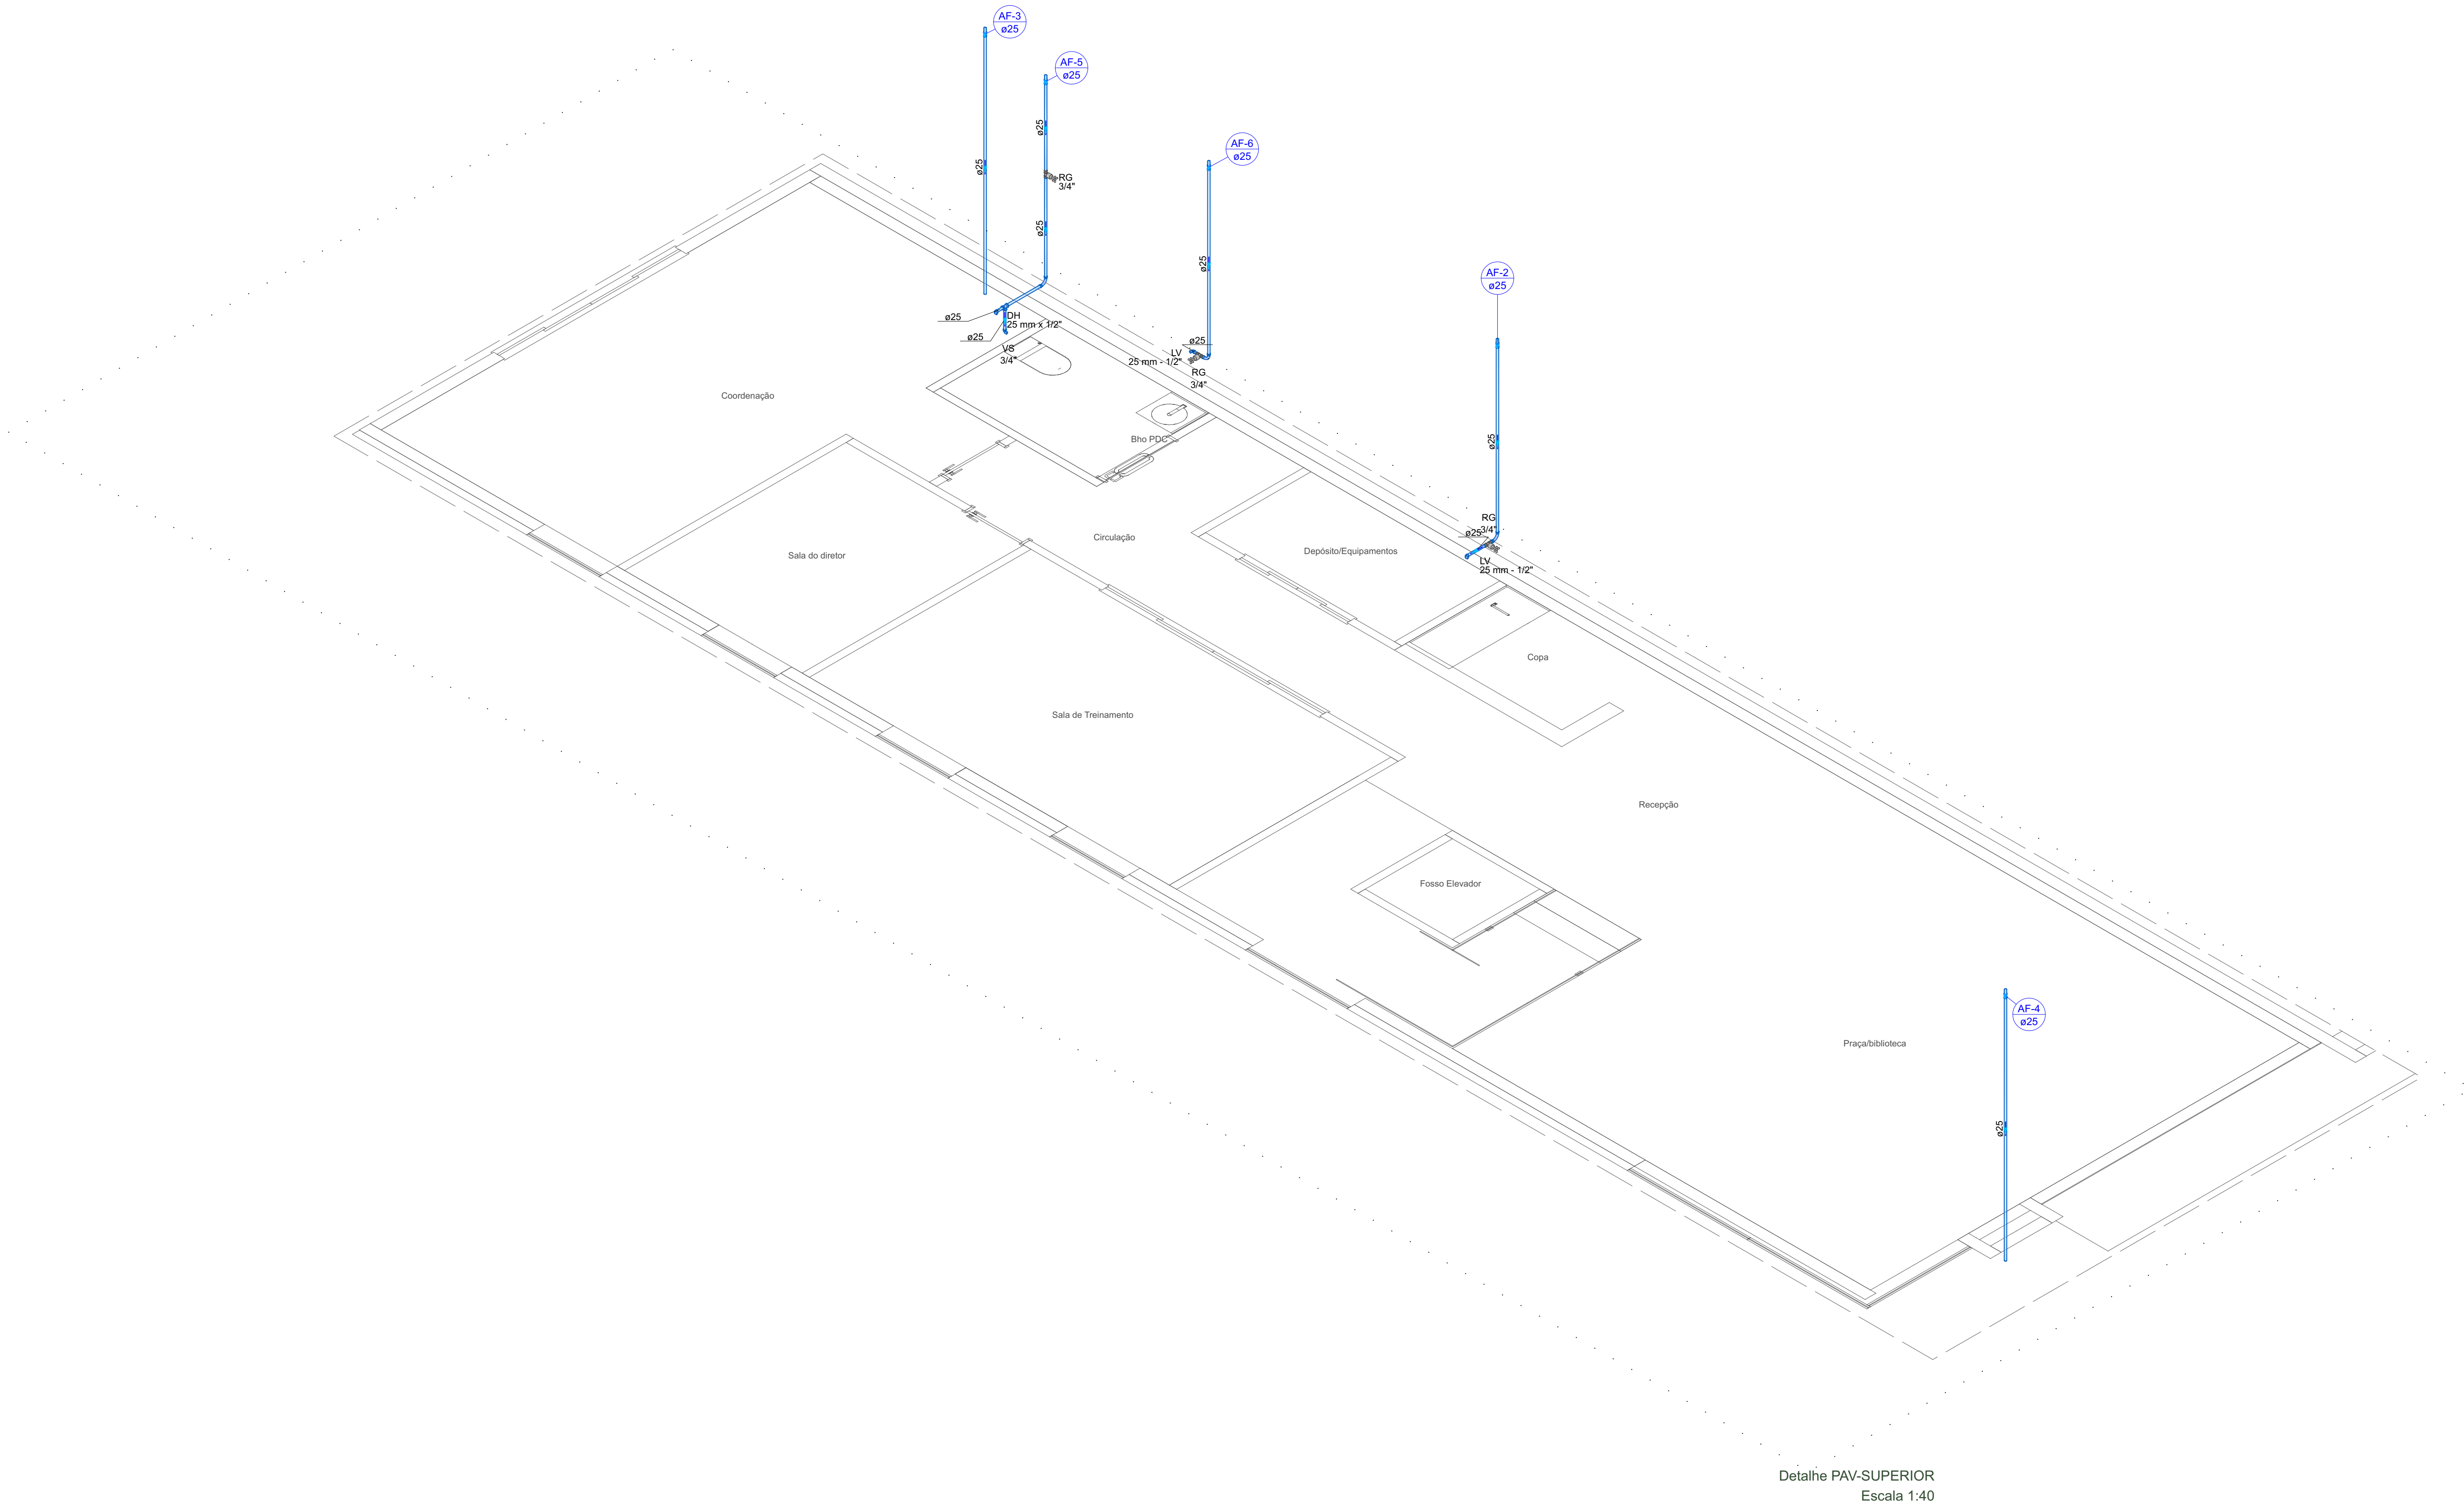 AF-3
ø25
AF-5
ø25
ø25
AF-6
ø25
ø25
RG
3/4"
ø25
ø25
AF-2
ø25
ø25
DH
25 mm x 1/2"
ø25
VS
3/4"
ø25
LV
25 mm - 1/2"
RG
3/4"
Coordenação
Bho PDC
ø25
RG
3/4"
ø25
Circulação
Depósito/Equipamentos
Sala do diretor
LV
25 mm - 1/2"
Copa
Sala de Treinamento
Recepção
Fosso Elevador
AF-4
ø25
Praça/biblioteca
ø25
Detalhe PAV-SUPERIOR
Escala 1:40